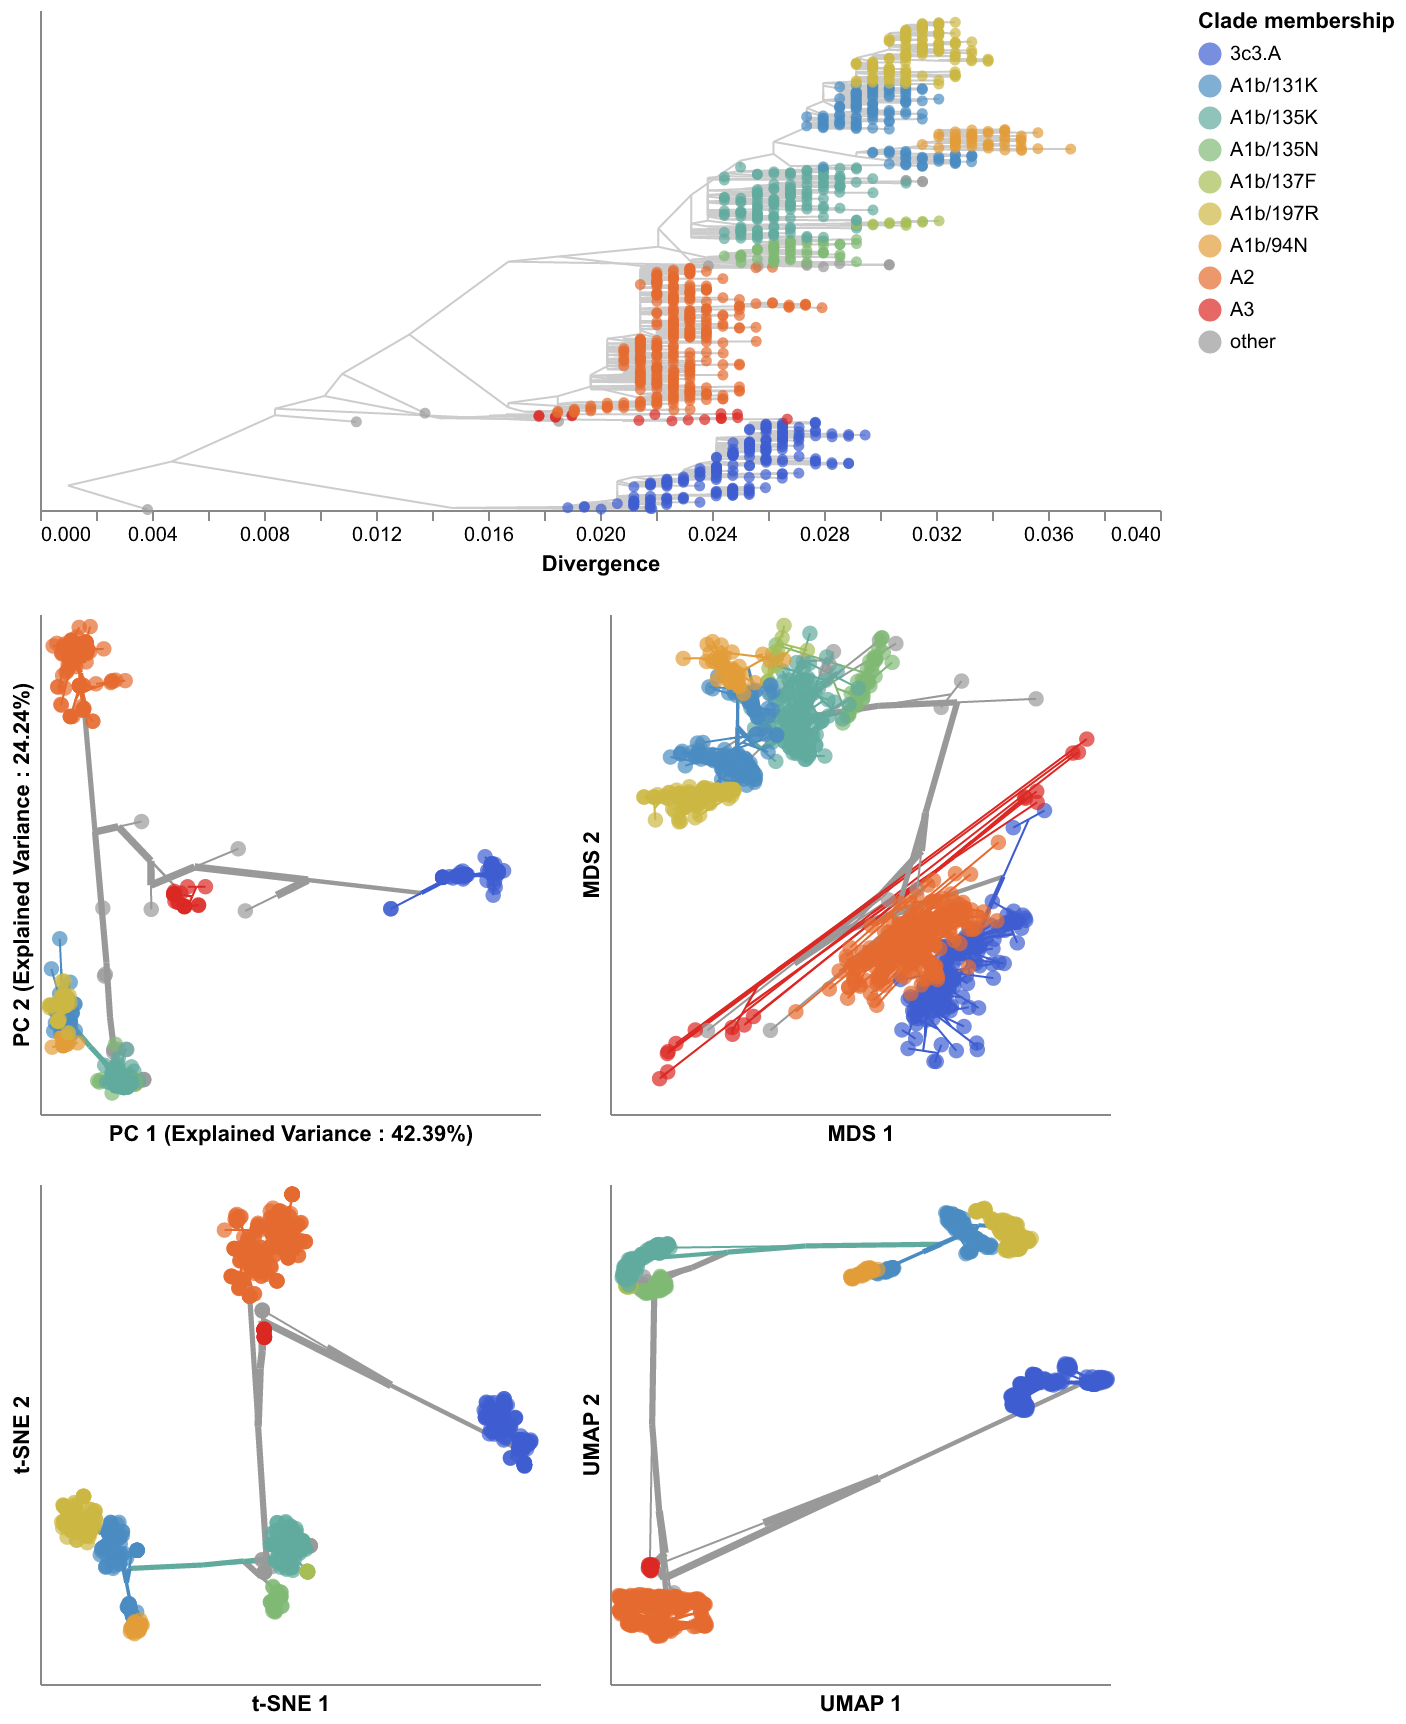 Clade membership
3c3.A
A1b/131K
A1b/135K
A1b/135N
A1b/137F
A1b/197R
A1b/94N
A2
A3
other
0.000 0.004 0.008 0.012 0.016 0.020 0.024 0.028 0.032 0.036 0.040
Divergence
PC 2 (Explained Variance : 24.24%)
PC 1 (Explained Variance : 42.39%)
MDS 2
MDS 1
t-SNE 2
t-SNE 1
UMAP 2
UMAP 1